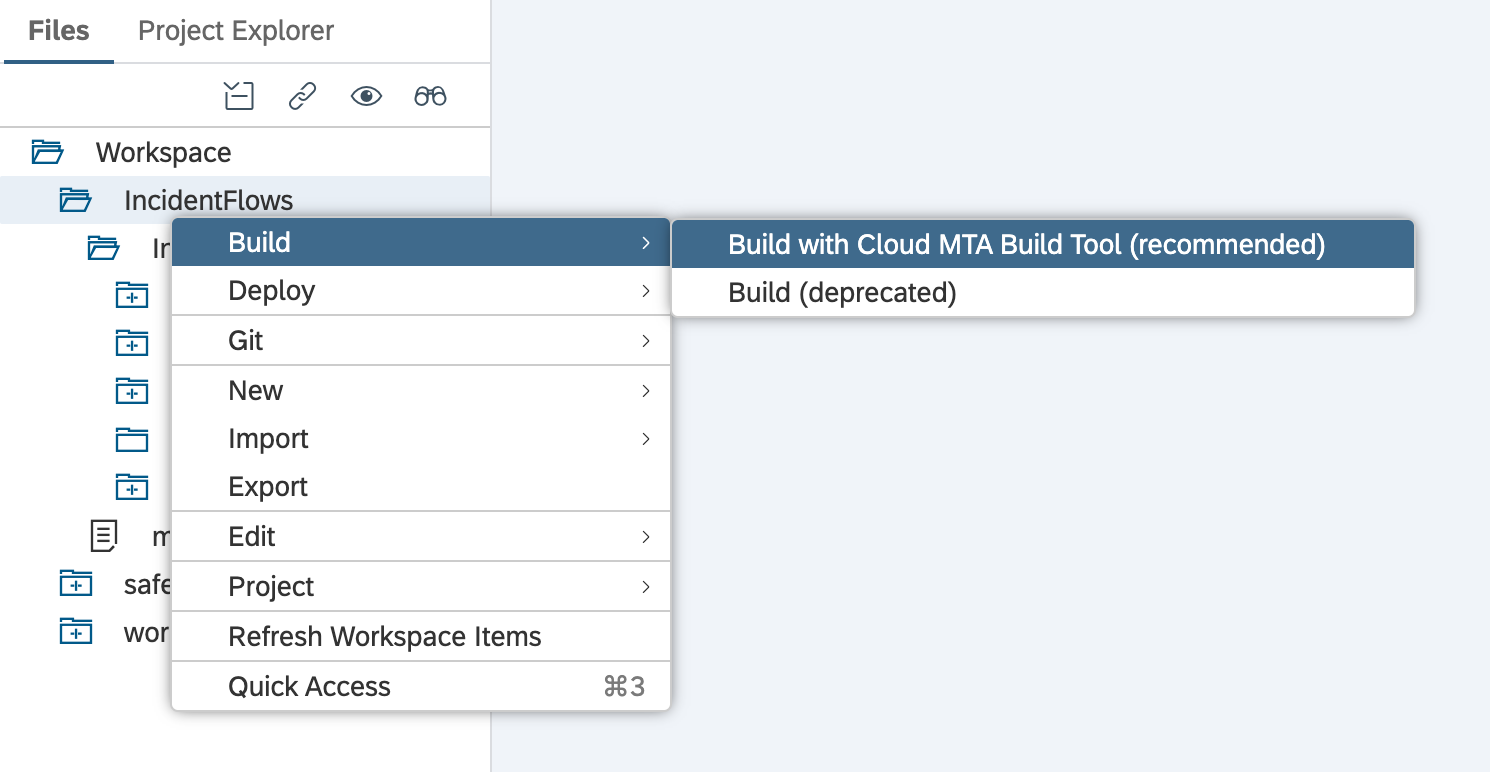 Files Project Explorer
Workspace
IncidentFlows
Build
Build with Cloud MTA Build Tool (recommended)
Deploy
Build (deprecated)
Git
New
Import
Export
Edit
Project
safe
Refresh Workspace Items
wor
Quick Access ⌘3